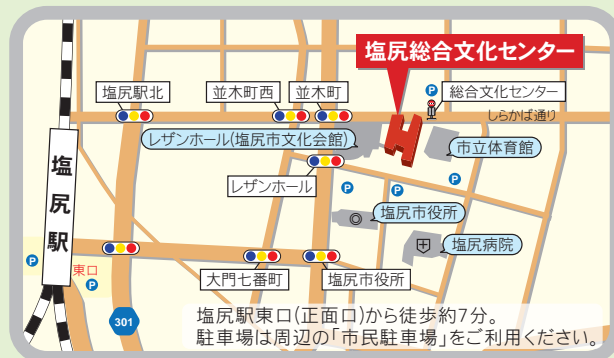 塩尻総合文化センター
塩尻駅北
並木町西
並木町
P
総合文化センター
しらかば通り
レザンホール(塩尻市文化会館)
市立体育館
塩尻駅
レザンホール
P
P
P
塩尻市役所
塩尻病院
P
東口
P
大門七番町
塩尻市役所
301
塩尻駅東口(正面口)から徒歩約7分。
駐車場は周辺の「市民駐車場」をご利用ください。